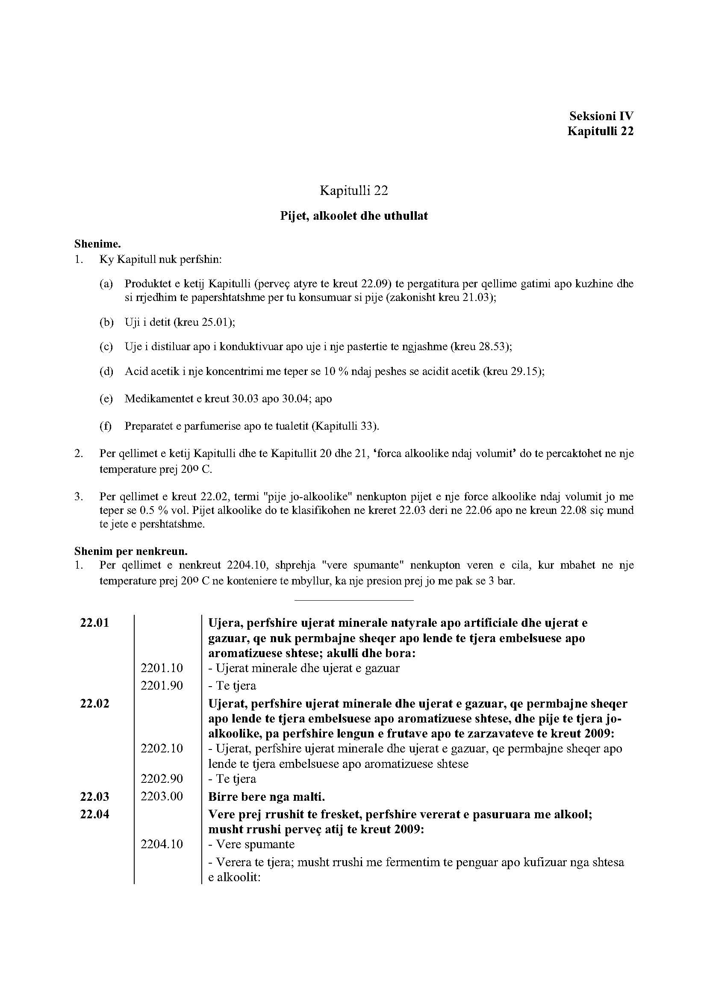 Seksioni IV
Kapitulli 22
Kapitulli 22
Pijet, alkoolet dhe uthullat
Shenime.
1. Ky Kapitull nuk perfshin:
(a) Produktet e ketij Kapitulli (perveç atyre te kreut 22.09) te pergatitura per qellime gatimi apo kuzhine dhe
si rrjedhim te papershtatshme per tu konsumuar si pije (zakonisht kreu 21.03);
(b) Uji i detit (kreu 25.01);
(c) Uje i distiluar apo i konduktivuar apo uje i nje pastertie te ngjashme (kreu 28.53);
(d) Acid acetik i nje koncentrimi me teper se 10 % ndaj peshes se acidit acetik (kreu 29.15);
(e) Medikamentet e kreut 30.03 apo 30.04; apo
(f) Preparatet e parfumerise apo te tualetit (Kapitulli 33).
2. Per qellimet e ketij Kapitulli dhe te Kapitullit 20 dhe 21, ‘forca alkoolike ndaj volumit’ do te percaktohet ne nje
temperature prej 20º C.
3. Per qellimet e kreut 22.02, termi "pije jo-alkoolike" nenkupton pijet e nje force alkoolike ndaj volumit jo me
teper se 0.5 % vol. Pijet alkoolike do te klasifikohen ne kreret 22.03 deri ne 22.06 apo ne kreun 22.08 siç mund
te jete e pershtatshme.
Shenim per nenkreun.
1. Per qellimet e nenkreut 2204.10, shprehja "vere spumante" nenkupton veren e cila, kur mbahet ne nje
temperature prej 20º C ne konteniere te mbyllur, ka nje presion prej jo me pak se 3 bar.
22.01 Ujera, perfshire ujerat minerale natyrale apo artificiale dhe ujerat e
gazuar, qe nuk permbajne sheqer apo lende te tjera embelsuese apo
aromatizuese shtese; akulli dhe bora:
2201.10 - Ujerat minerale dhe ujerat e gazuar
2201.90 - Te tjera
22.02 Ujerat, perfshire ujerat minerale dhe ujerat e gazuar, qe permbajne sheqer
apo lende te tjera embelsuese apo aromatizuese shtese, dhe pije te tjera jo-
alkoolike, pa perfshire lengun e frutave apo te zarzavateve te kreut 2009:
2202.10 - Ujerat, perfshire ujerat minerale dhe ujerat e gazuar, qe permbajne sheqer apo
lende te tjera embelsuese apo aromatizuese shtese
2202.90 - Te tjera
22.03 2203.00 Birre bere nga malti.
22.04 Vere prej rrushit te fresket, perfshire vererat e pasuruara me alkool;
musht rrushi perveç atij te kreut 2009:
2204.10 - Vere spumante
- Verera te tjera; musht rrushi me fermentim te penguar apo kufizuar nga shtesa
e alkoolit: